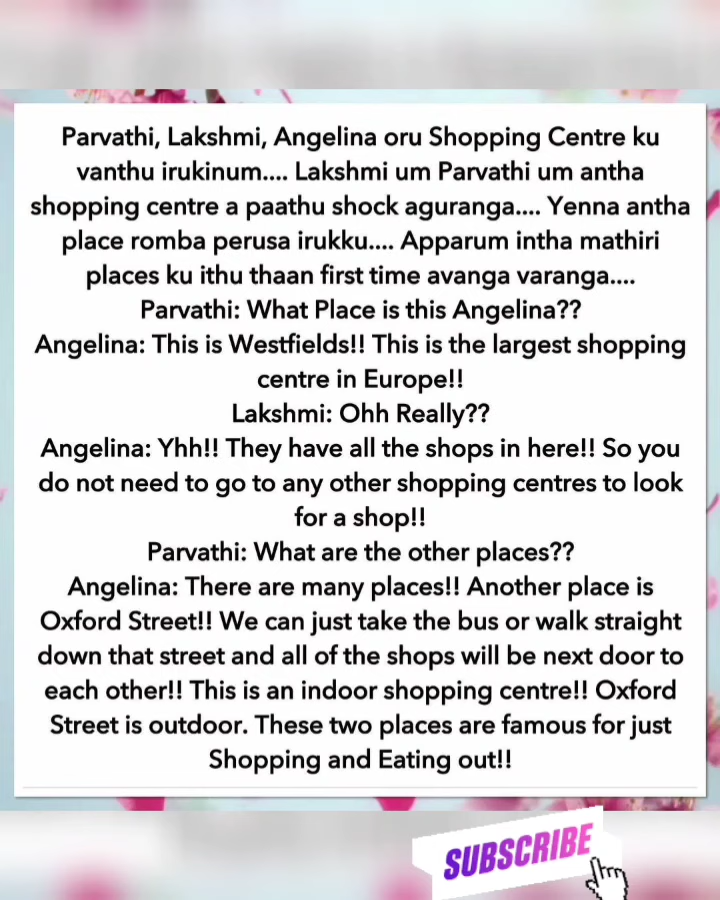 Parvathi, Lakshmi, Angelina oru Shopping Centre ku
vanthu irukinum.... Lakshmi um Parvathi um antha
shopping centre a paathu shock aguranga.... Yenna antha
place romba perusa irukku.... Apparum intha mathiri
places ku ithu thaan first time avanga varanga....
Parvathi: What Place is this Angelina??
Angelina: This is Westfields!! This is the largest shopping
centre in Europe!!
Lakshmi: Ohh Really??
Angelina: Yhh!! They have all the shops in here!! So you
do not need to go to any other shopping centres to look
for a shop!!
Parvathi: What are the other places??
Angelina: There are many places!! Another place is
Oxford Street!! We can just take the bus or walk straight
down that street and all of the shops will be next door to
each other!! This is an indoor shopping centre!! Oxford
Street is outdoor. These two places are famous for just
Shopping and Eating out!!
SUBSCRIBE